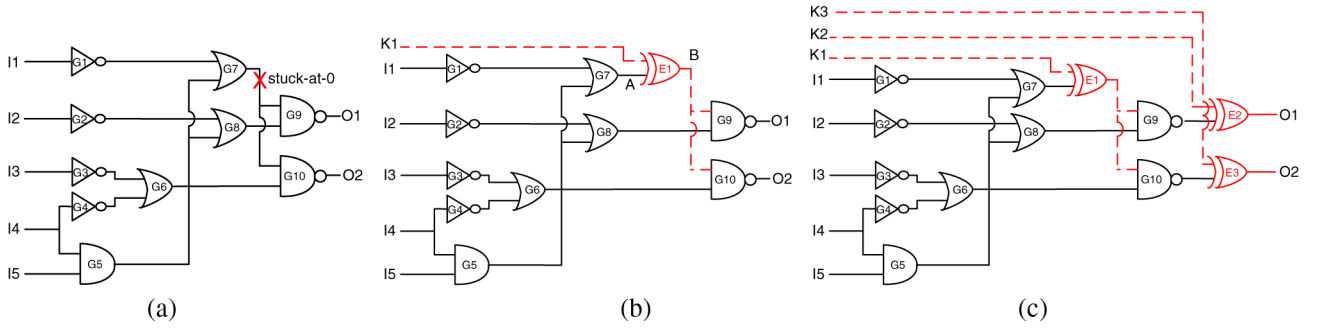 I1
G1
G7
stuck-at-0
I2
G2
G8
G9
O1
I3
G3
G6
G10
O2
G4
I4
G5
I5
(a)
K1
B
I1
G1
G7
E1
A
I2
G2
G8
G9
O1
I3
G3
G6
G10
O2
G4
I4
G5
I5
(b)
K3
K2
K1
I1
G1
G7
E1
I2
G2
G8
G9
E2
O1
I3
G3
G6
G10
E3
O2
G4
I4
G5
I5
(c)